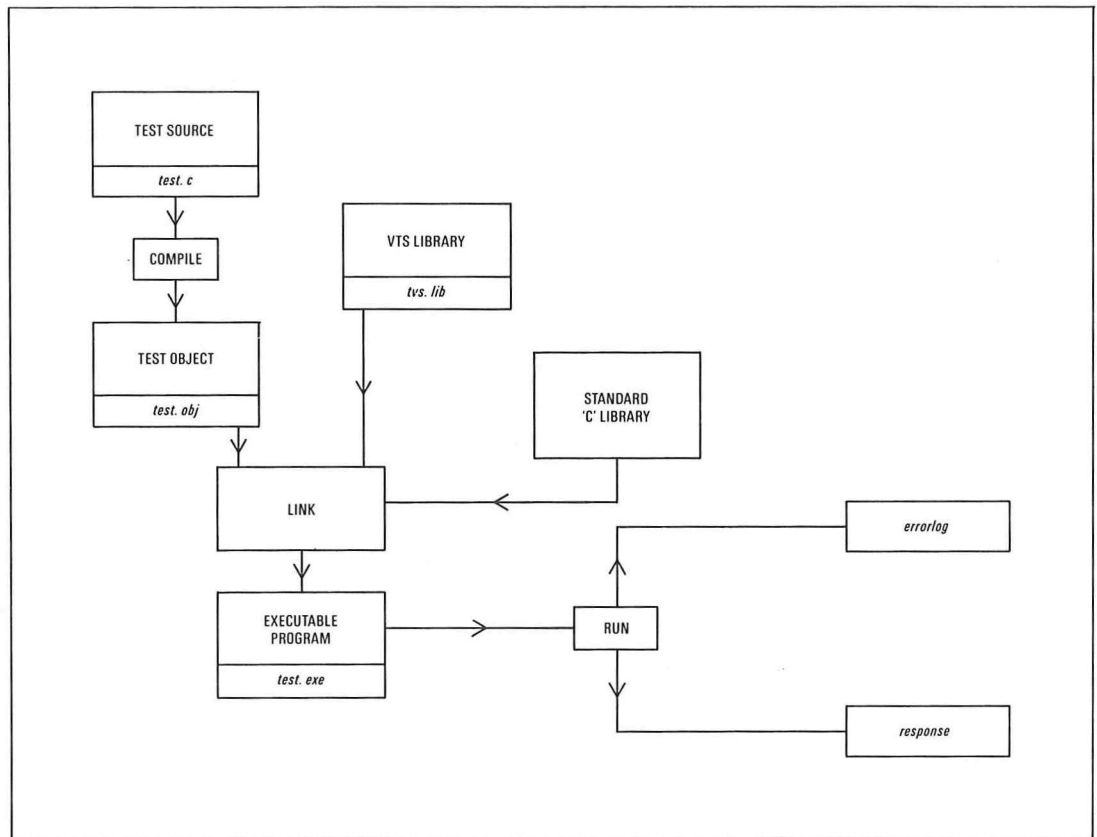 TEST SOURCE
test. c
COMPILE
TEST OBJECT
test. obj
VTS LIBRARY
tvs. lib
STANDARD
'C' LIBRARY
LINK
EXECUTABLE
PROGRAM
test. exe
RUN
errorlog
response